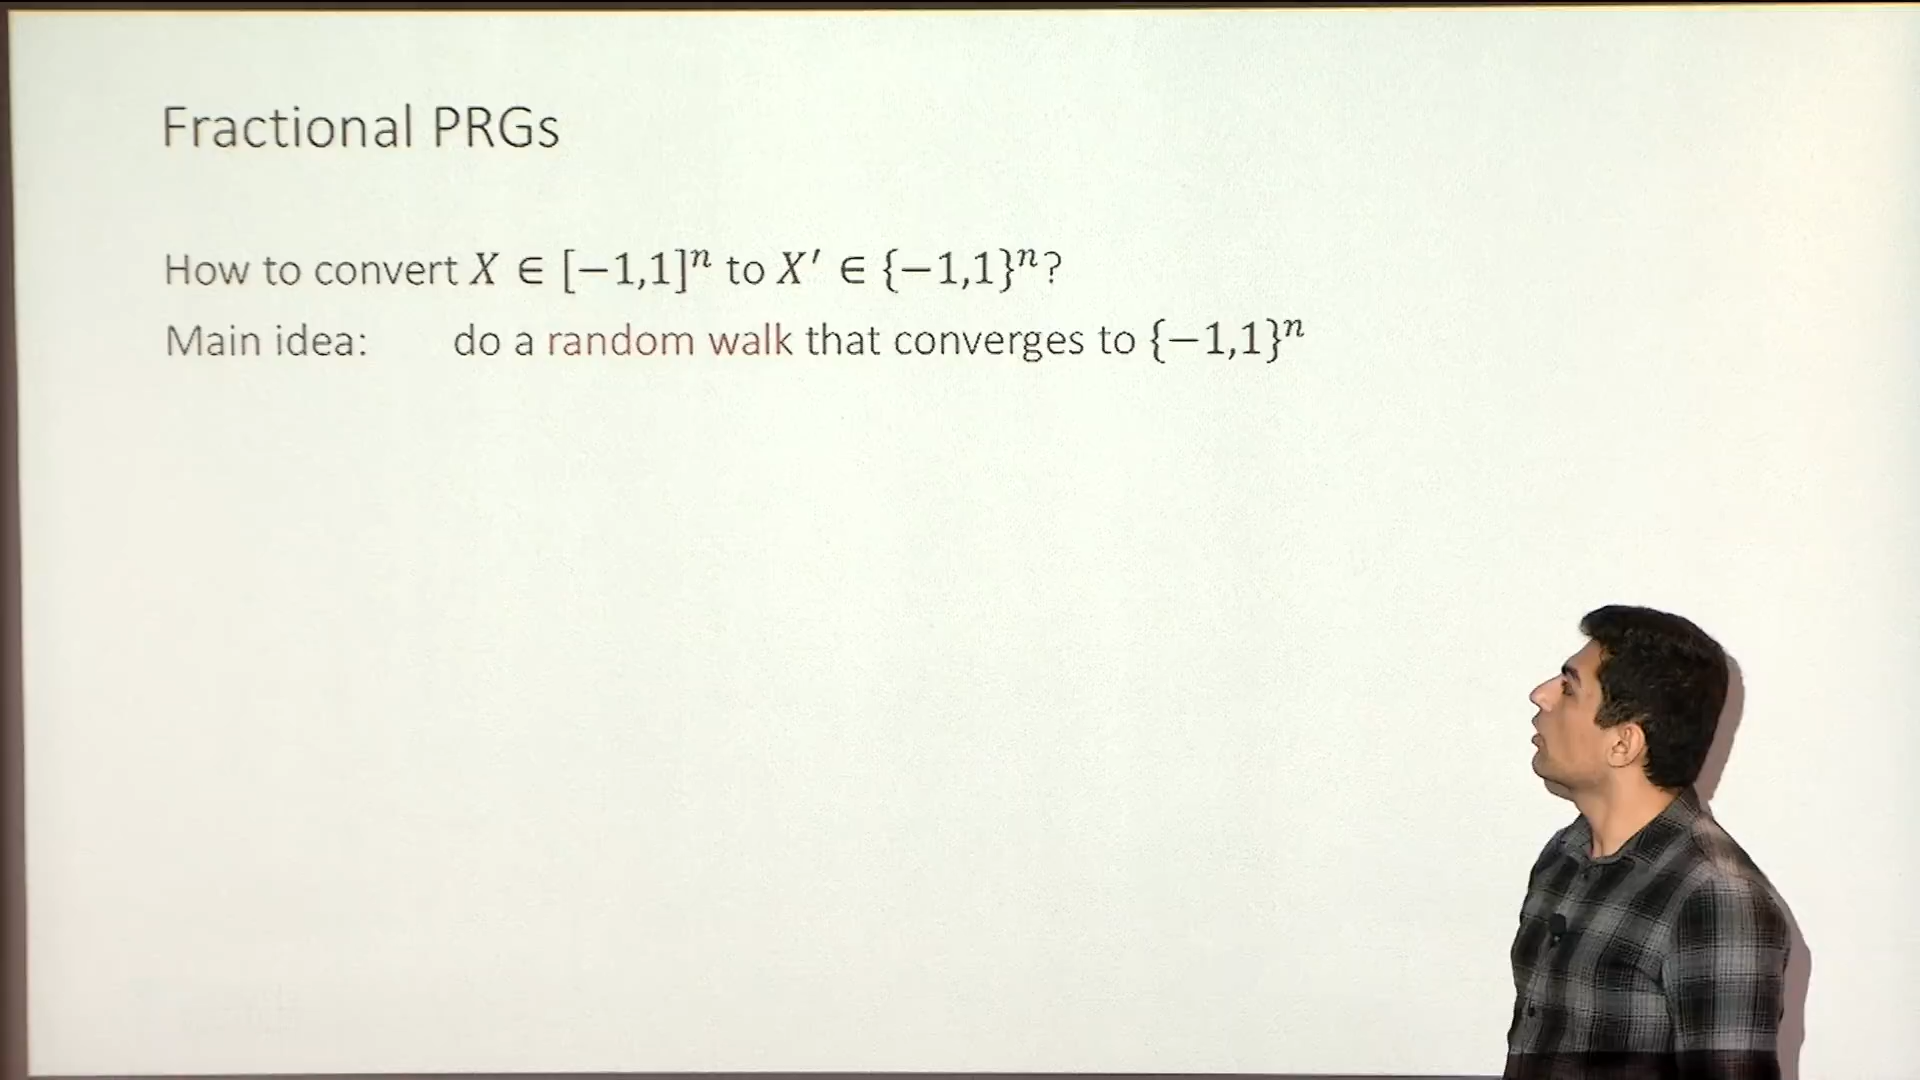 Fractional PRGs
How to convert X ∈ [−1,1]ⁿ to X′ ∈ {−1,1}ⁿ?
Main idea: do a random walk that converges to {−1,1}ⁿ